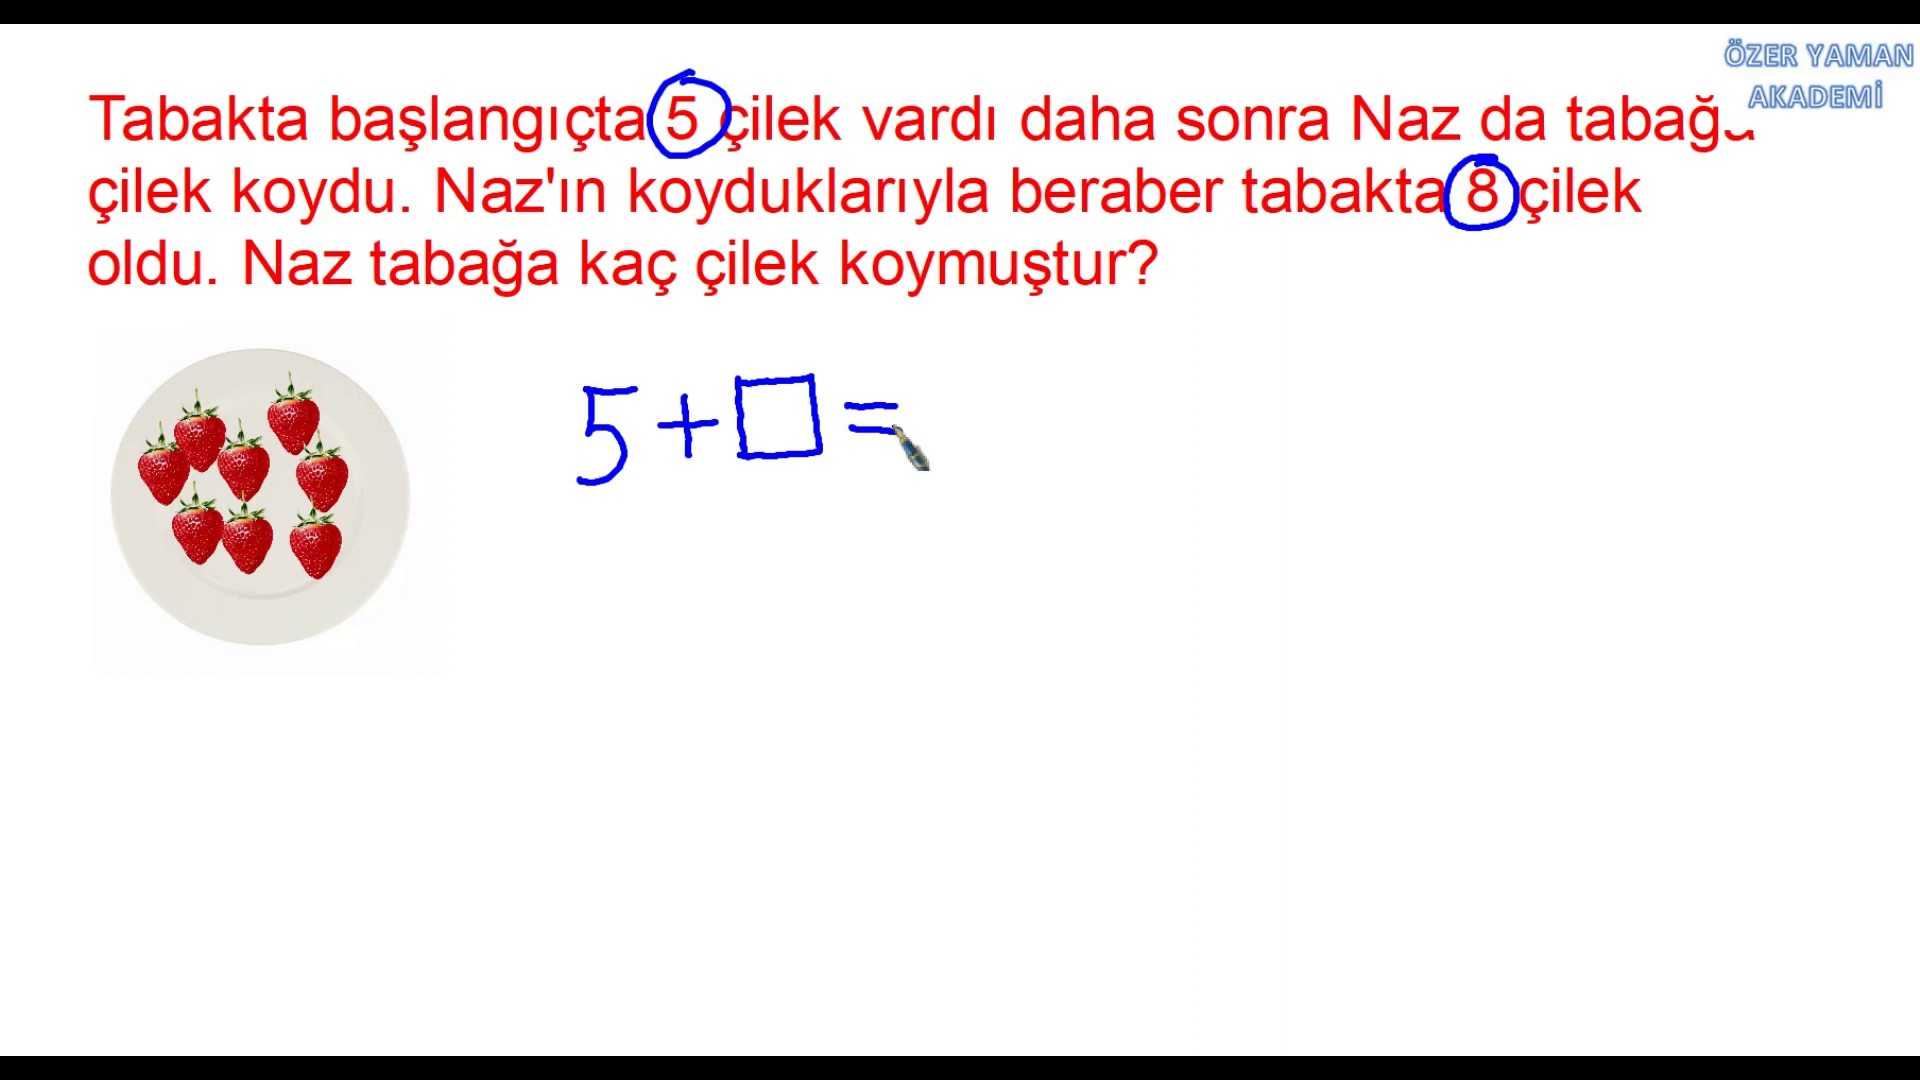 ÖZER YAMAN
AKADEMİ
Tabakta başlangıçta 5 çilek vardı daha sonra Naz da tabağa
çilek koydu. Naz'ın koyduklarıyla beraber tabakta 8 çilek
oldu. Naz tabağa kaç çilek koymuştur?
5 + □ =